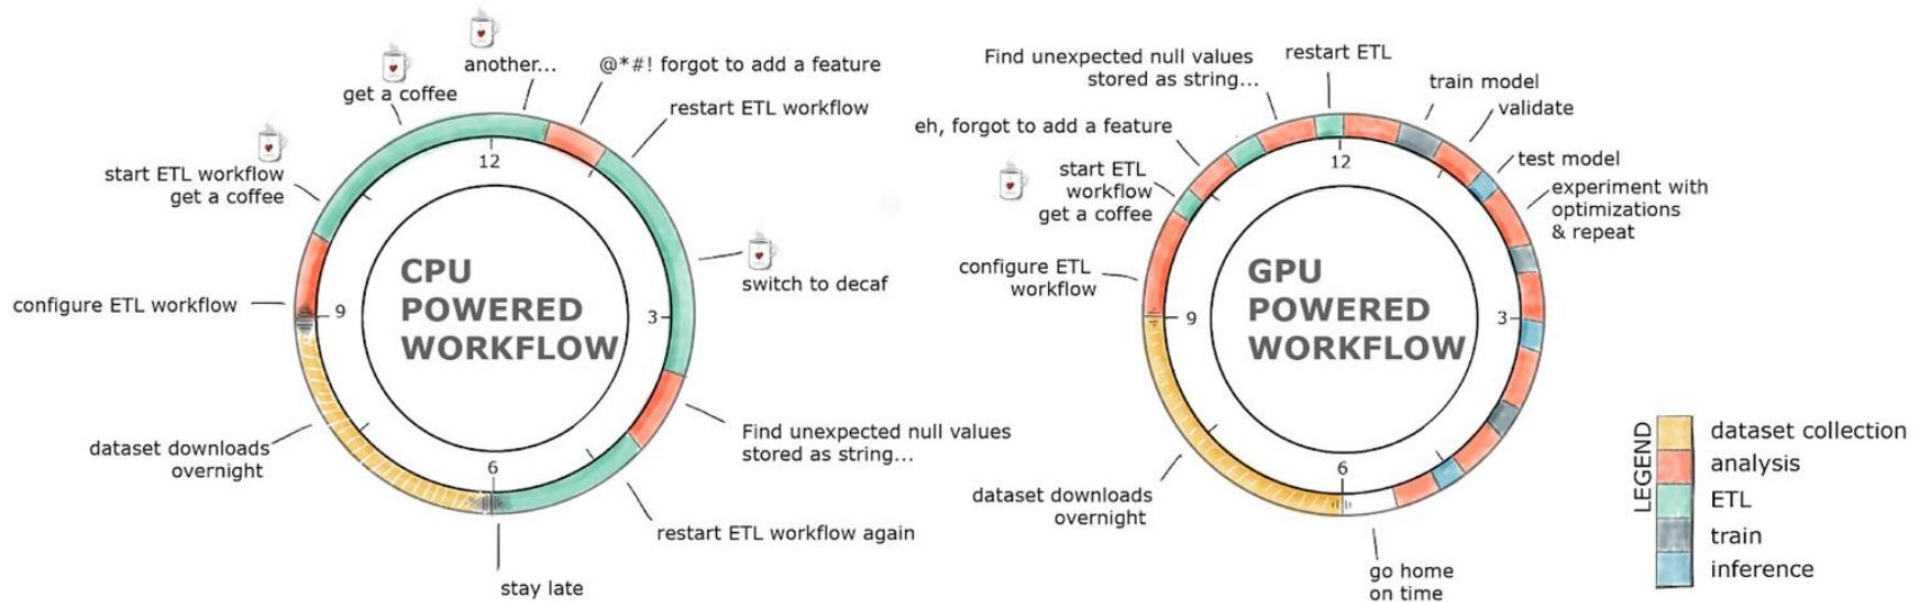 another...
@*#! forgot to add a feature
get a coffee
restart ETL workflow
start ETL workflow
get a coffee
12
CPU
POWERED
WORKFLOW
9
3
6
switch to decaf
configure ETL workflow
dataset downloads
overnight
Find unexpected null values
stored as string...
restart ETL workflow again
stay late
Find unexpected null values
stored as string...
restart ETL
train model
validate
eh, forgot to add a feature
test model
start ETL
workflow
get a coffee
experiment with
optimizations
& repeat
12
configure ETL
workflow
GPU
POWERED
WORKFLOW
9
3
6
dataset downloads
overnight
go home
on time
LEGEND
dataset collection
analysis
ETL
train
inference